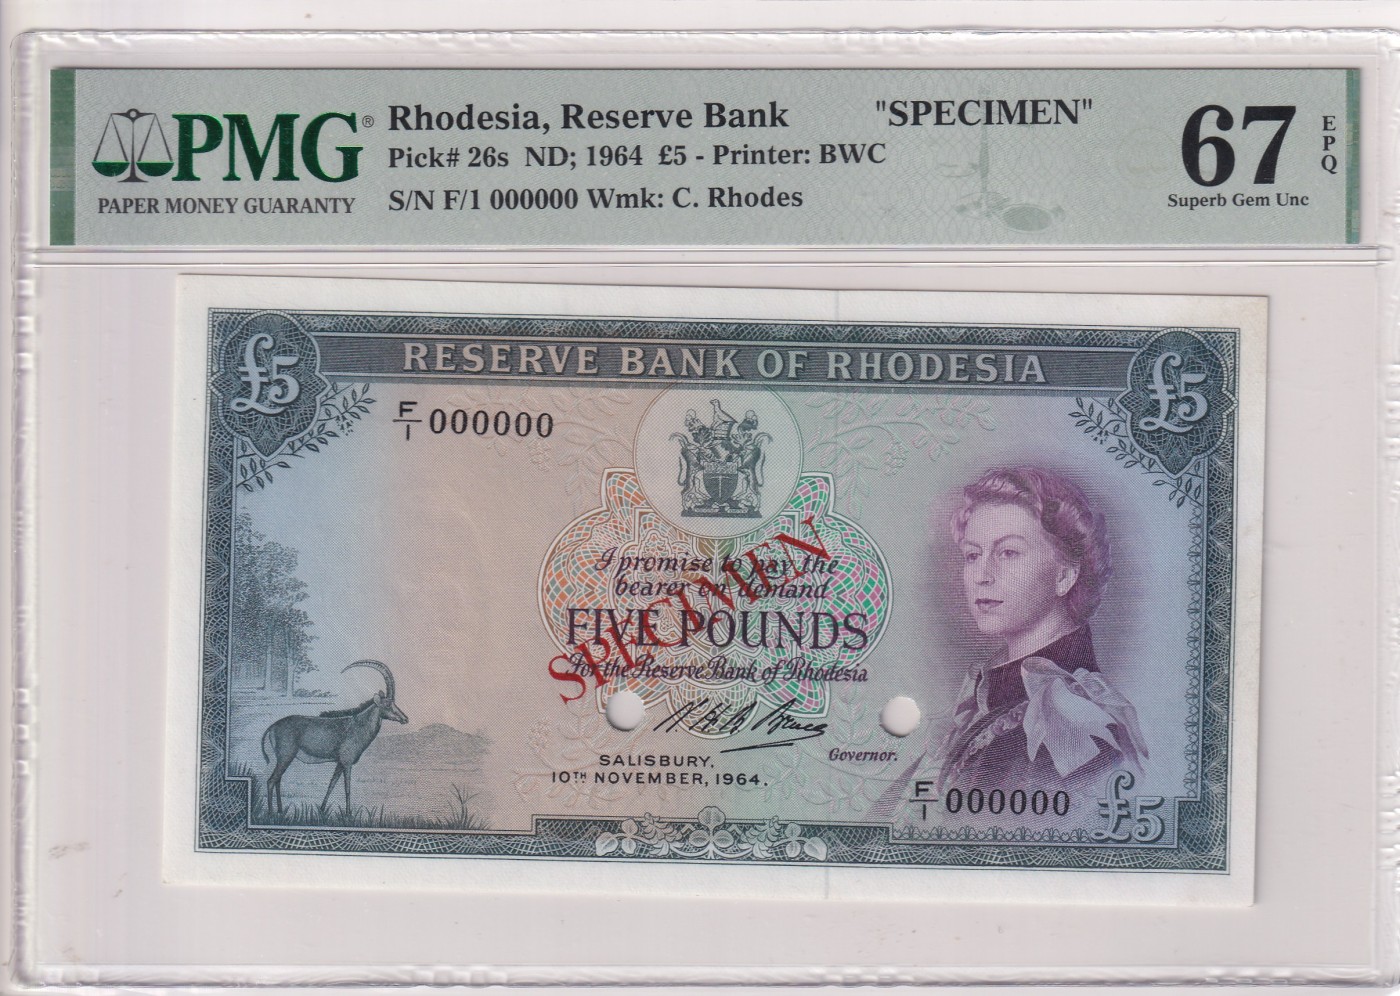 PMG®
PAPER MONEY GUARANTY
Rhodesia, Reserve Bank "SPECIMEN"
Pick# 26s ND; 1964 £5 - Printer: BWC
S/N F/1 000000 Wmk: C. Rhodes
67
EPQ
Superb Gem Unc
£5
RESERVE BANK OF RHODESIA
£5
F/1 000000
I promise to pay the
bearer on demand
FIVE POUNDS
For the Reserve Bank of Rhodesia
SPECIMEN
Governor.
SALISBURY,
10TH NOVEMBER, 1964.
F/1 000000
£5